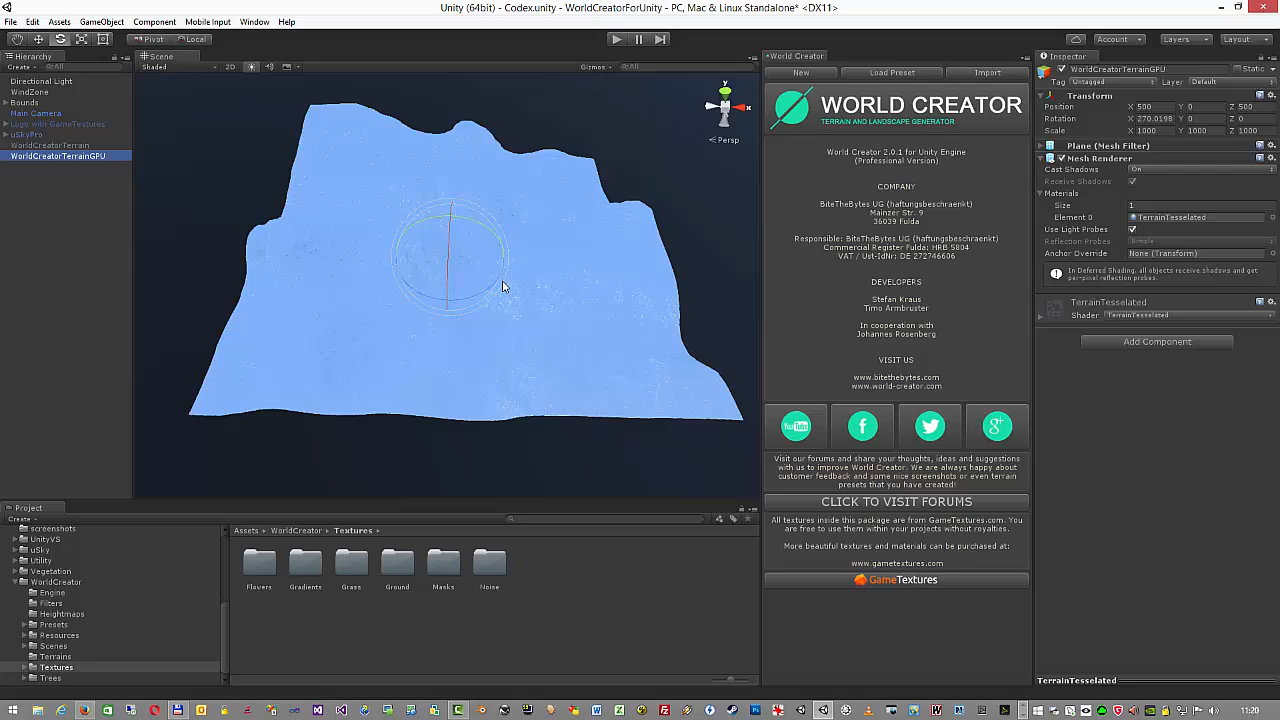 Unity (64bit) - Codex.unity - WorldCreatorForUnity - PC, Mac & Linux Standalone* <DX11>
File Edit Assets GameObject Component Mobile Input Window Help
Pivot Local Account Layers Layout
Hierarchy
Create All
Directional Light
WindZone
Bounds
Main Camera
Logo with GameTextures
uSkyPro
WorldCreatorTerrain
WorldCreatorTerrainGPU
Scene
Shaded 2D Gizmos All
y
x
Persp
World Creator
New Load Preset Import
WORLD CREATOR
TERRAIN AND LANDSCAPE GENERATOR
World Creator 2.0.1 for Unity Engine
(Professional Version)
COMPANY
BiteTheBytes UG (haftungsbeschraenkt)
Mainzer Str. 9
36039 Fulda
Responsible: BiteTheBytes UG (haftungsbeschraenkt)
Commercial Register Fulda: HRB 5804
VAT / Ust-IdNr: DE 272746606
DEVELOPERS
Stefan Kraus
Timo Armbruster
In cooperation with
Johannes Rosenberg
VISIT US
www.bitethebytes.com
www.world-creator.com
You Tube
f
g+
Visit our forums and share your thoughts, ideas and suggestions
with us to improve World Creator. We are always happy about
customer feedback and some nice screenshots or even terrain
presets that you have created!
CLICK TO VISIT FORUMS
All textures inside this package are from GameTextures.com. You
are free to use them within your projects without royalties.
More beautiful textures and materials can be purchased at:
www.gametextures.com
GameTextures
Inspector
WorldCreatorTerrainGPU Static
Tag Untagged Layer Default
Transform
Position X 500 Y 0 Z 500
Rotation X 270.0198 Y 0 Z 0
Scale X 1000 Y 1000 Z 1000
Plane (Mesh Filter)
Mesh Renderer
Cast Shadows On
Receive Shadows
Materials
Size 1
Element 0 TerrainTesselated
Use Light Probes
Reflection Probes Simple
Anchor Override None (Transform)
In Deferred Shading, all objects receive shadows and get
per-pixel reflection probes.
TerrainTesselated
Shader TerrainTesselated
Add Component
TerrainTesselated
Project
Create
screenshots
UnityVS
uSky
Utility
Vegetation
WorldCreator
Engine
Filters
Heightmaps
Presets
Resources
Scenes
Terrains
Textures
Trees
Assets WorldCreator Textures
Flowers Gradients Grass Ground Masks Noise
11:20